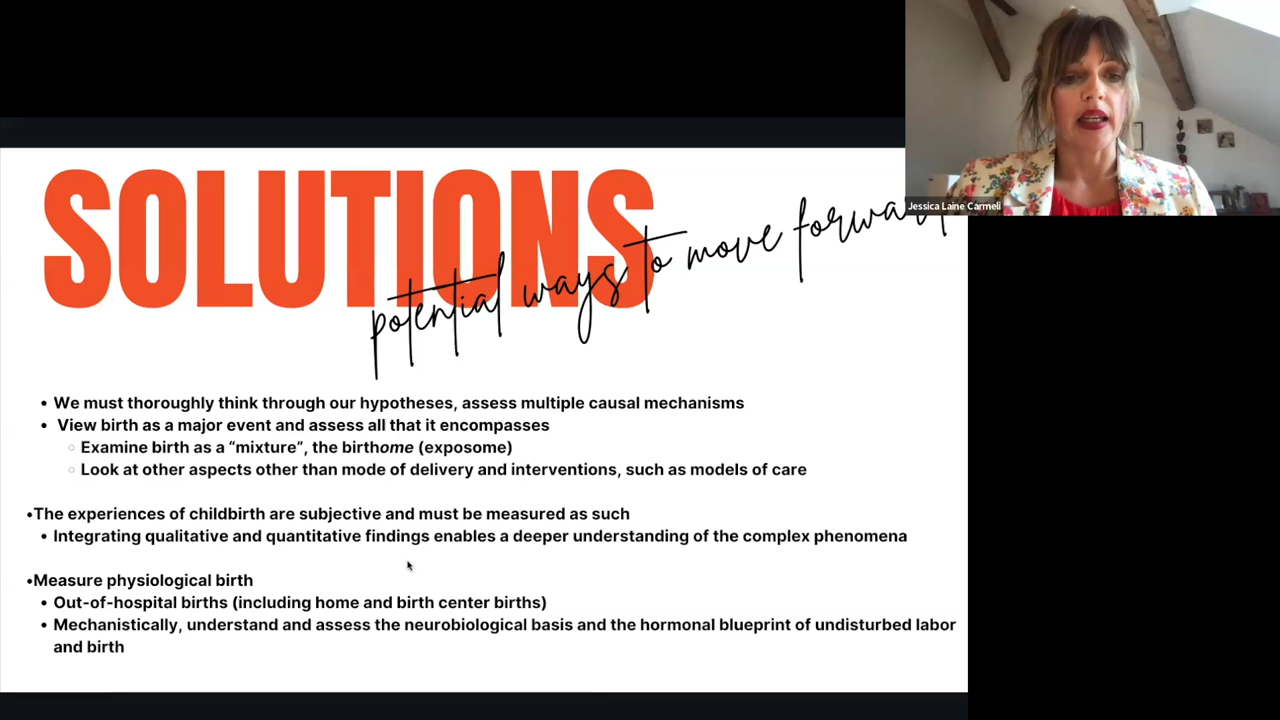 SOLUTIONS
potential ways to move forward
Jessica Laine Carmeli
• We must thoroughly think through our hypotheses, assess multiple causal mechanisms
• View birth as a major event and assess all that it encompasses
○ Examine birth as a “mixture”, the birthome (exposome)
○ Look at other aspects other than mode of delivery and interventions, such as models of care
•The experiences of childbirth are subjective and must be measured as such
• Integrating qualitative and quantitative findings enables a deeper understanding of the complex phenomena
•Measure physiological birth
• Out-of-hospital births (including home and birth center births)
• Mechanistically, understand and assess the neurobiological basis and the hormonal blueprint of undisturbed labor
and birth